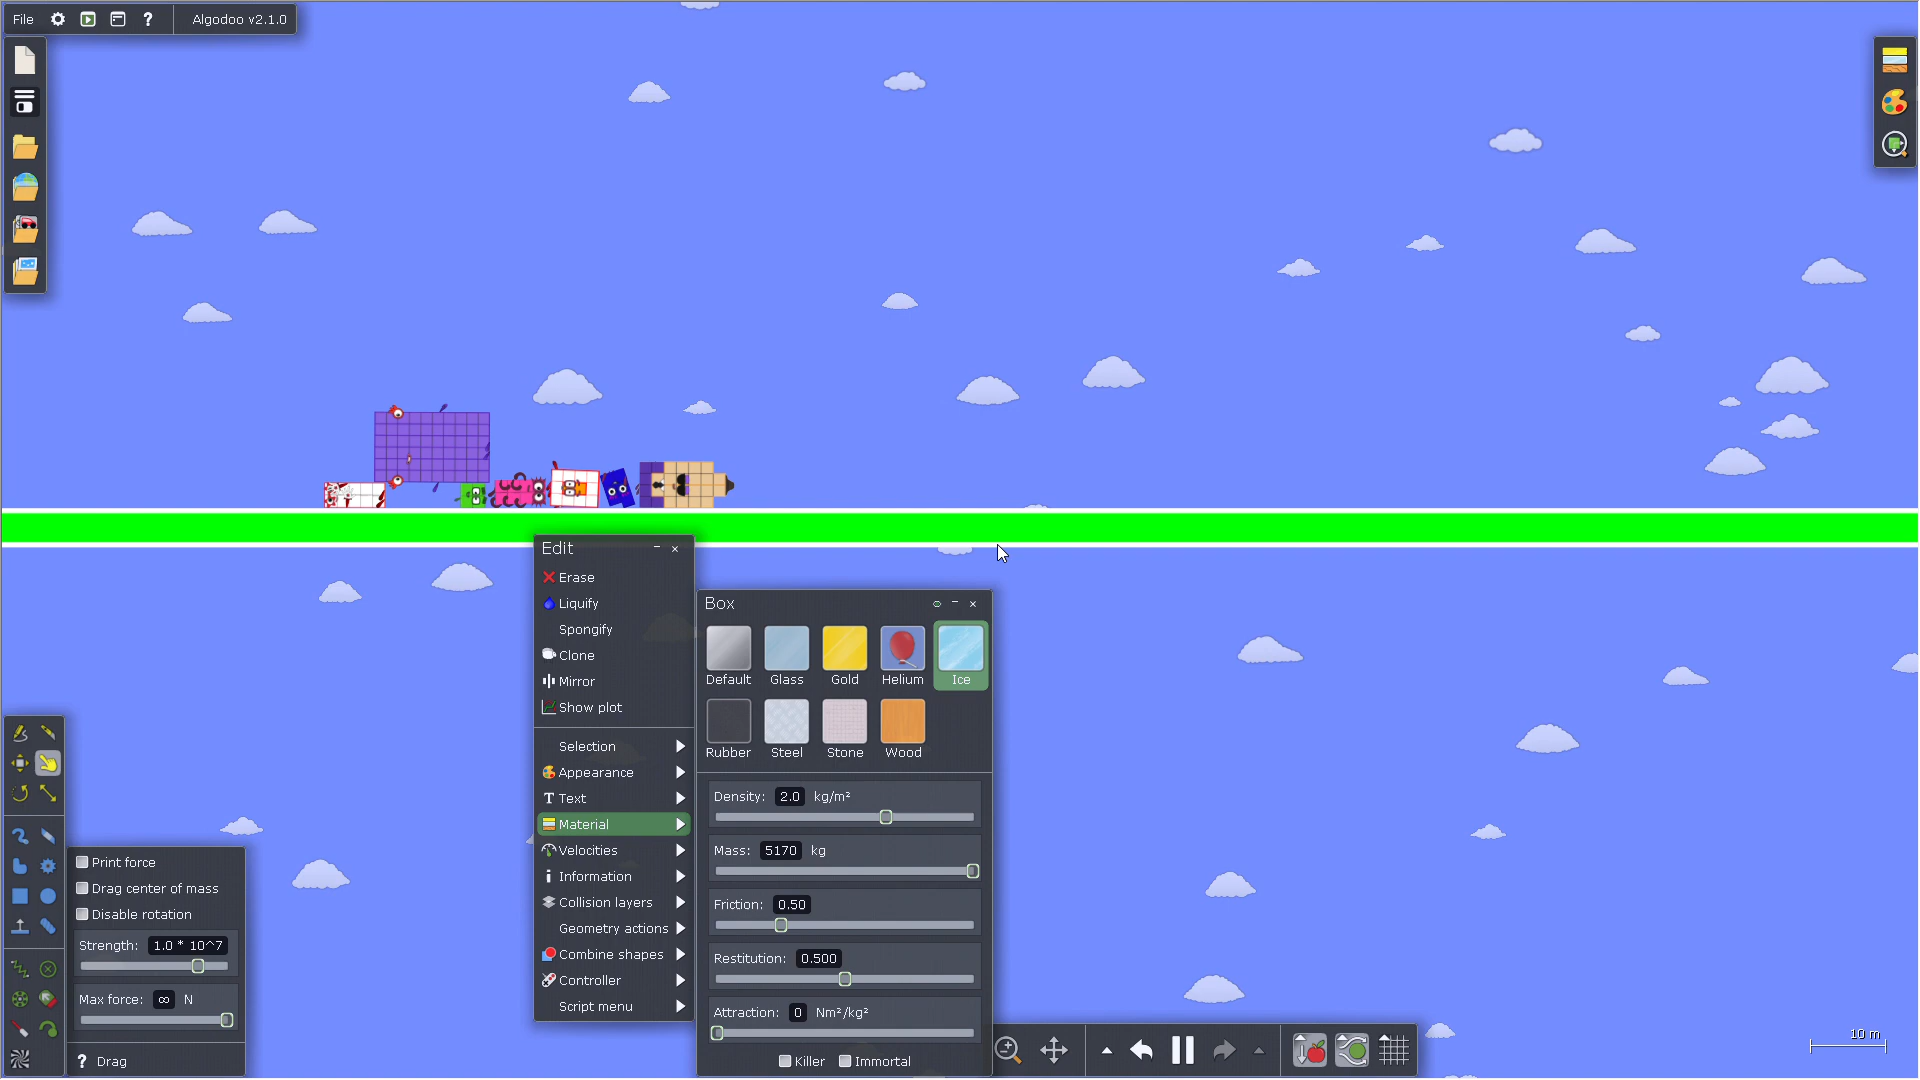 File
?
Algodoo v2.1.0
Edit
Erase
Liquify
Spongify
Clone
Mirror
Show plot
Selection
Appearance
T Text
Material
Velocities
Information
Collision layers
Geometry actions
Combine shapes
Controller
Script menu
Box
Default Glass Gold Helium Ice
Rubber Steel Stone Wood
Density: 2.0 kg/m²
Mass: 5170 kg
Friction: 0.50
Restitution: 0.500
Attraction: 0 Nm²/kg²
Killer Immortal
Print force
Drag center of mass
Disable rotation
Strength: 1.0 * 10^7
Max force: ∞ N
? Drag
10 m